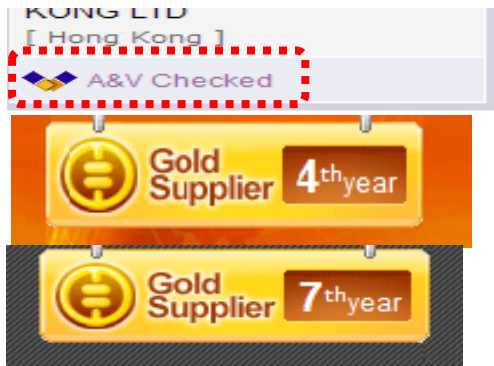 KONG LTD
[ Hong Kong ]
A&V Checked
Gold
Supplier
4th year
Gold
Supplier
7th year